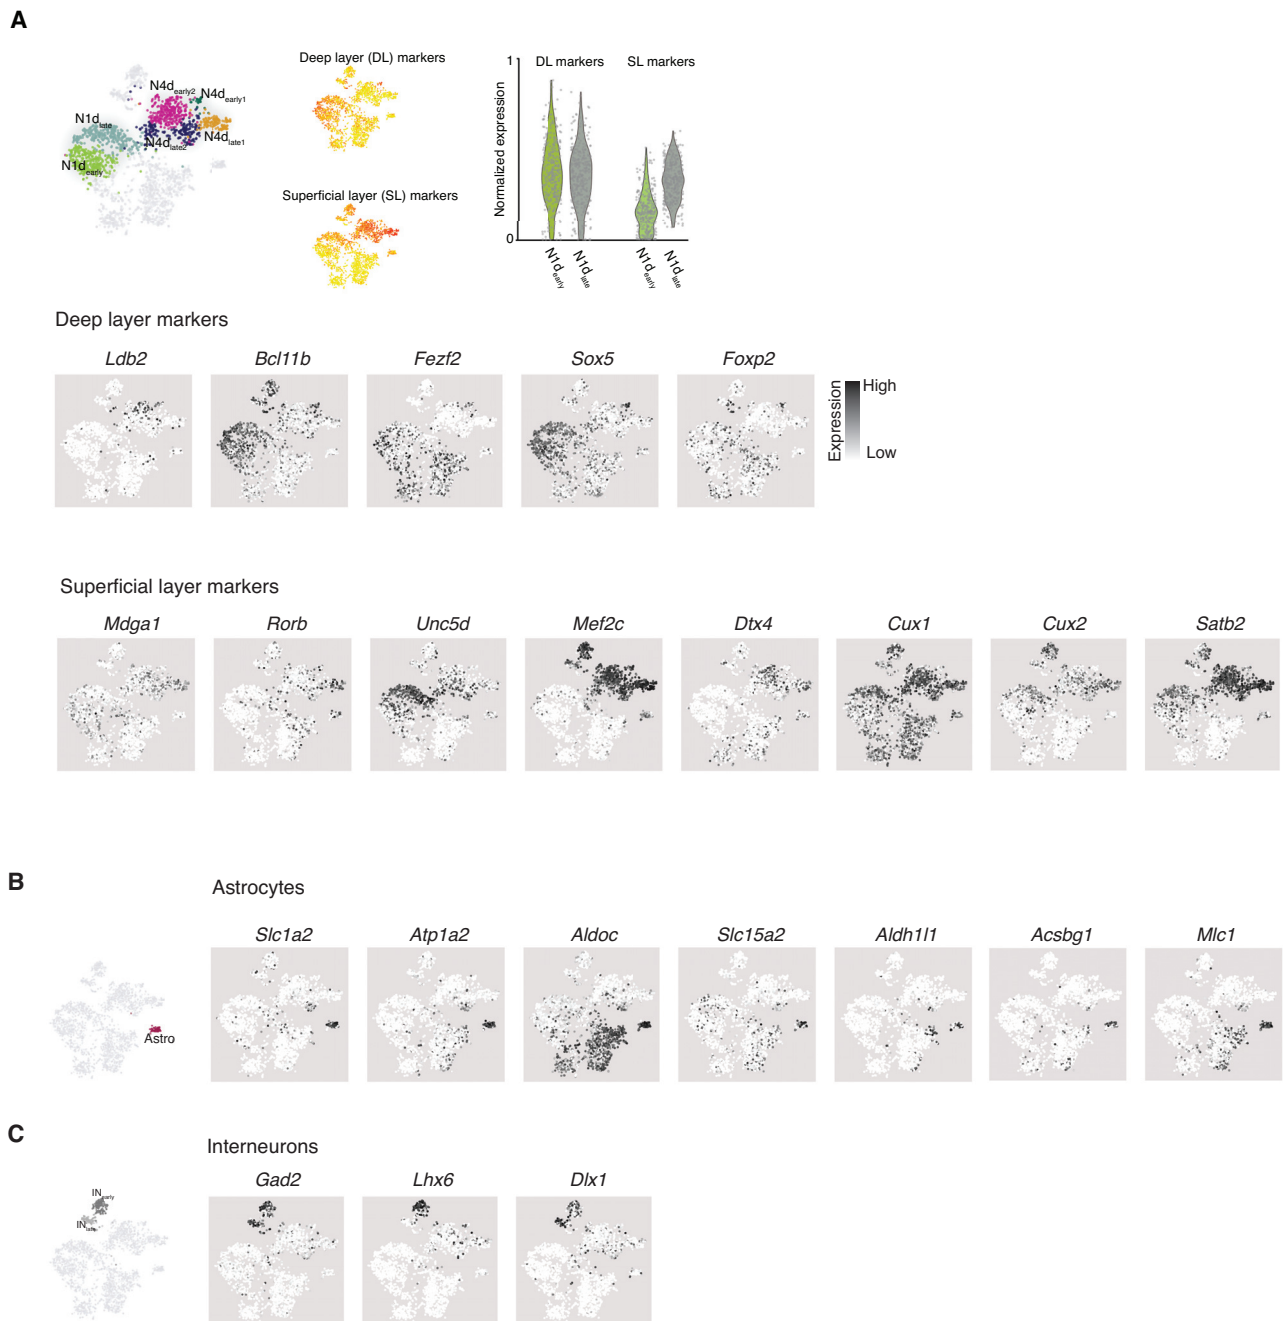 A
N4d early2
N4d early1
N1d late
N4d late2
N4d late1
N1d early
Deep layer (DL) markers
Superficial layer (SL) markers
Normalized expression
1
0
DL markers
SL markers
N1d early
N1d late
N1d early
N1d late
Deep layer markers
Ldb2
Bcl11b
Fezf2
Sox5
Foxp2
Expression
High
Low
Superficial layer markers
Mdga1
Rorb
Unc5d
Mef2c
Dtx4
Cux1
Cux2
Satb2
B
Astrocytes
Astro
Slc1a2
Atp1a2
Aldoc
Slc15a2
Aldh1l1
Acsbg1
Mlc1
C
Interneurons
IN early
IN late
Gad2
Lhx6
Dlx1